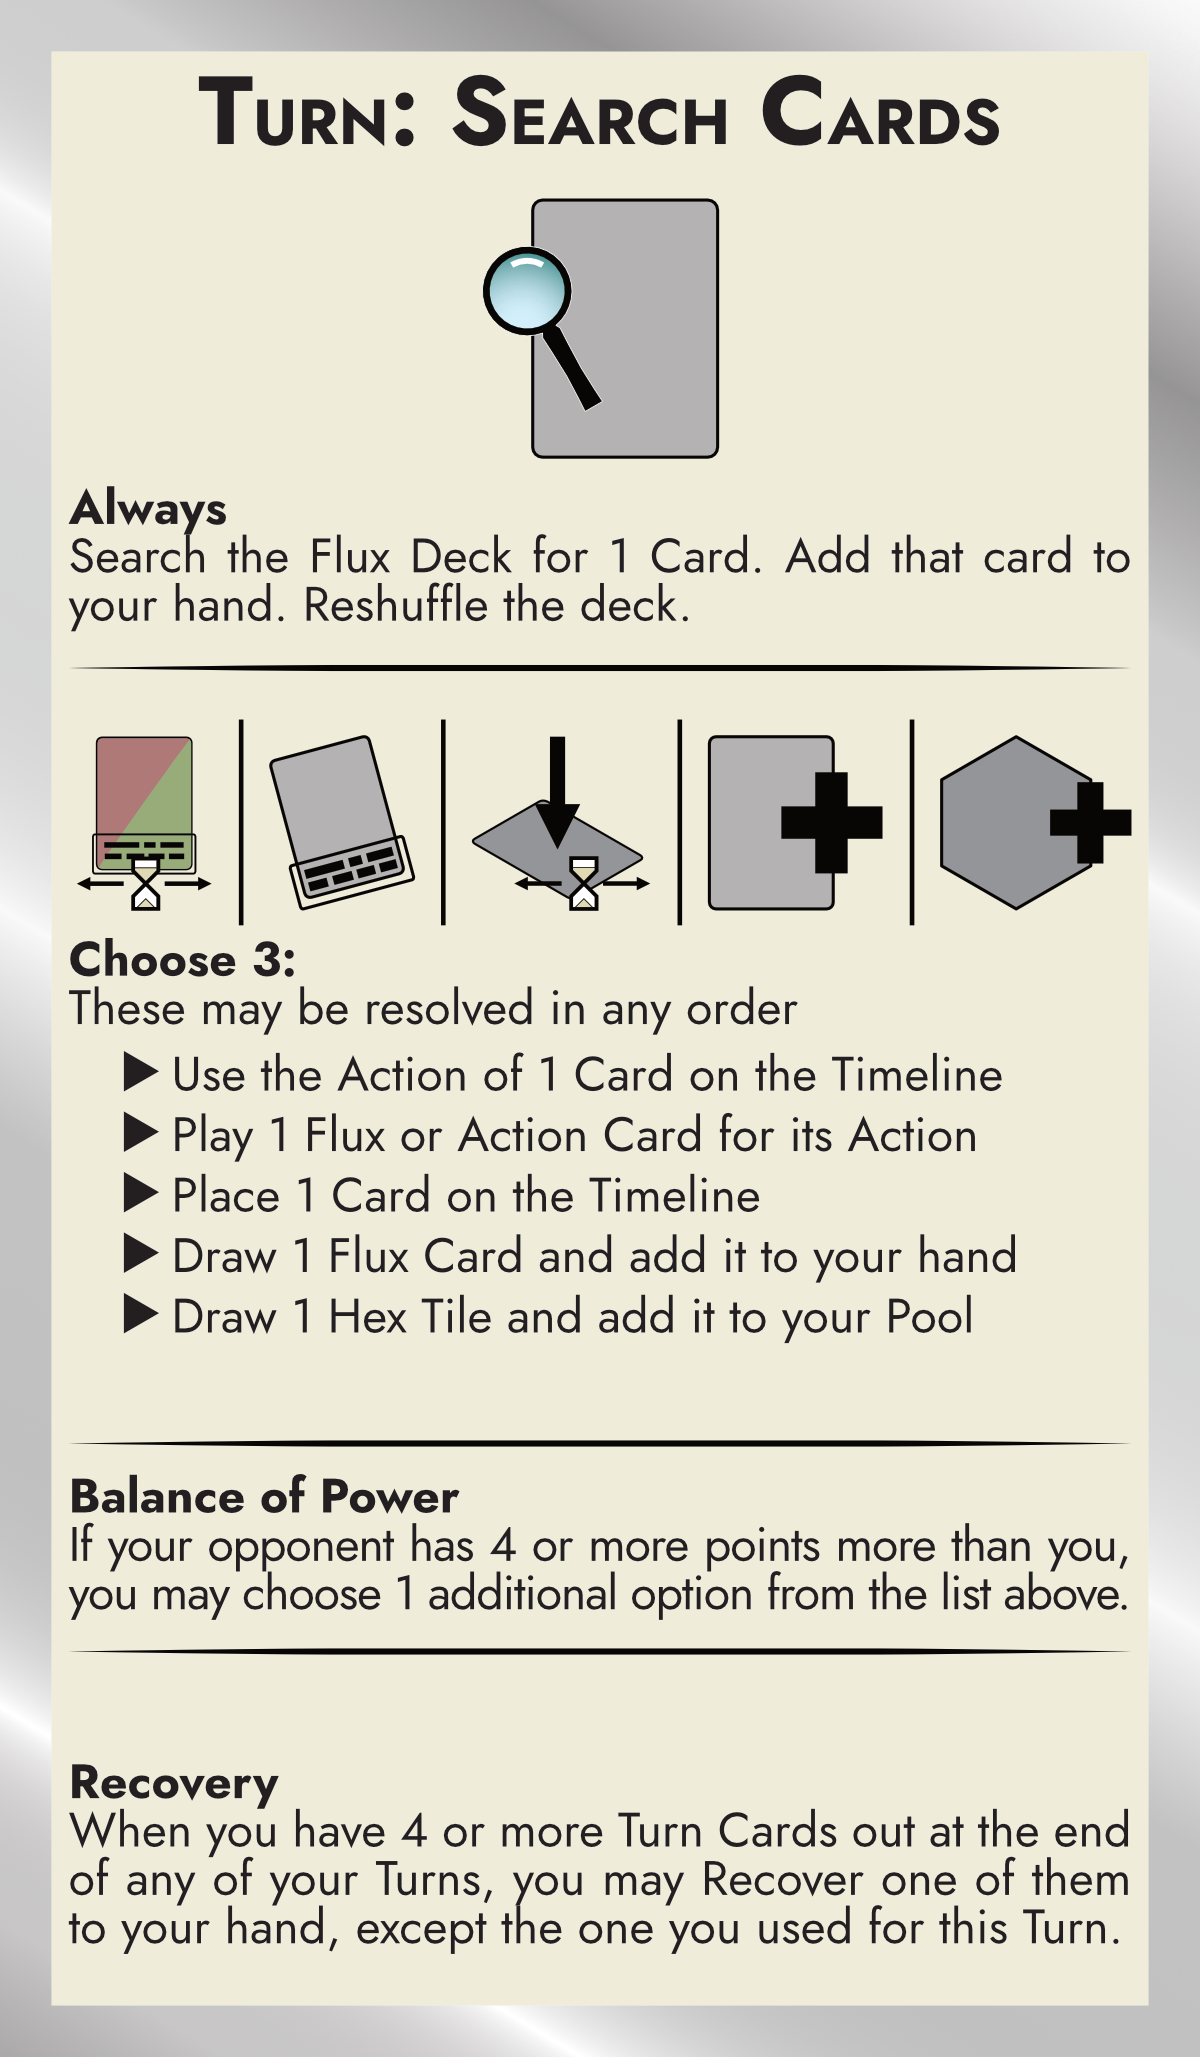 Turn: Search Cards
Always
Search the Flux Deck for 1 Card. Add that card to
your hand. Reshuffle the deck.
Choose 3:
These may be resolved in any order
▶ Use the Action of 1 Card on the Timeline
▶ Play 1 Flux or Action Card for its Action
▶ Place 1 Card on the Timeline
▶ Draw 1 Flux Card and add it to your hand
▶ Draw 1 Hex Tile and add it to your Pool
Balance of Power
If your opponent has 4 or more points more than you,
you may choose 1 additional option from the list above.
Recovery
When you have 4 or more Turn Cards out at the end
of any of your Turns, you may Recover one of them
to your hand, except the one you used for this Turn.